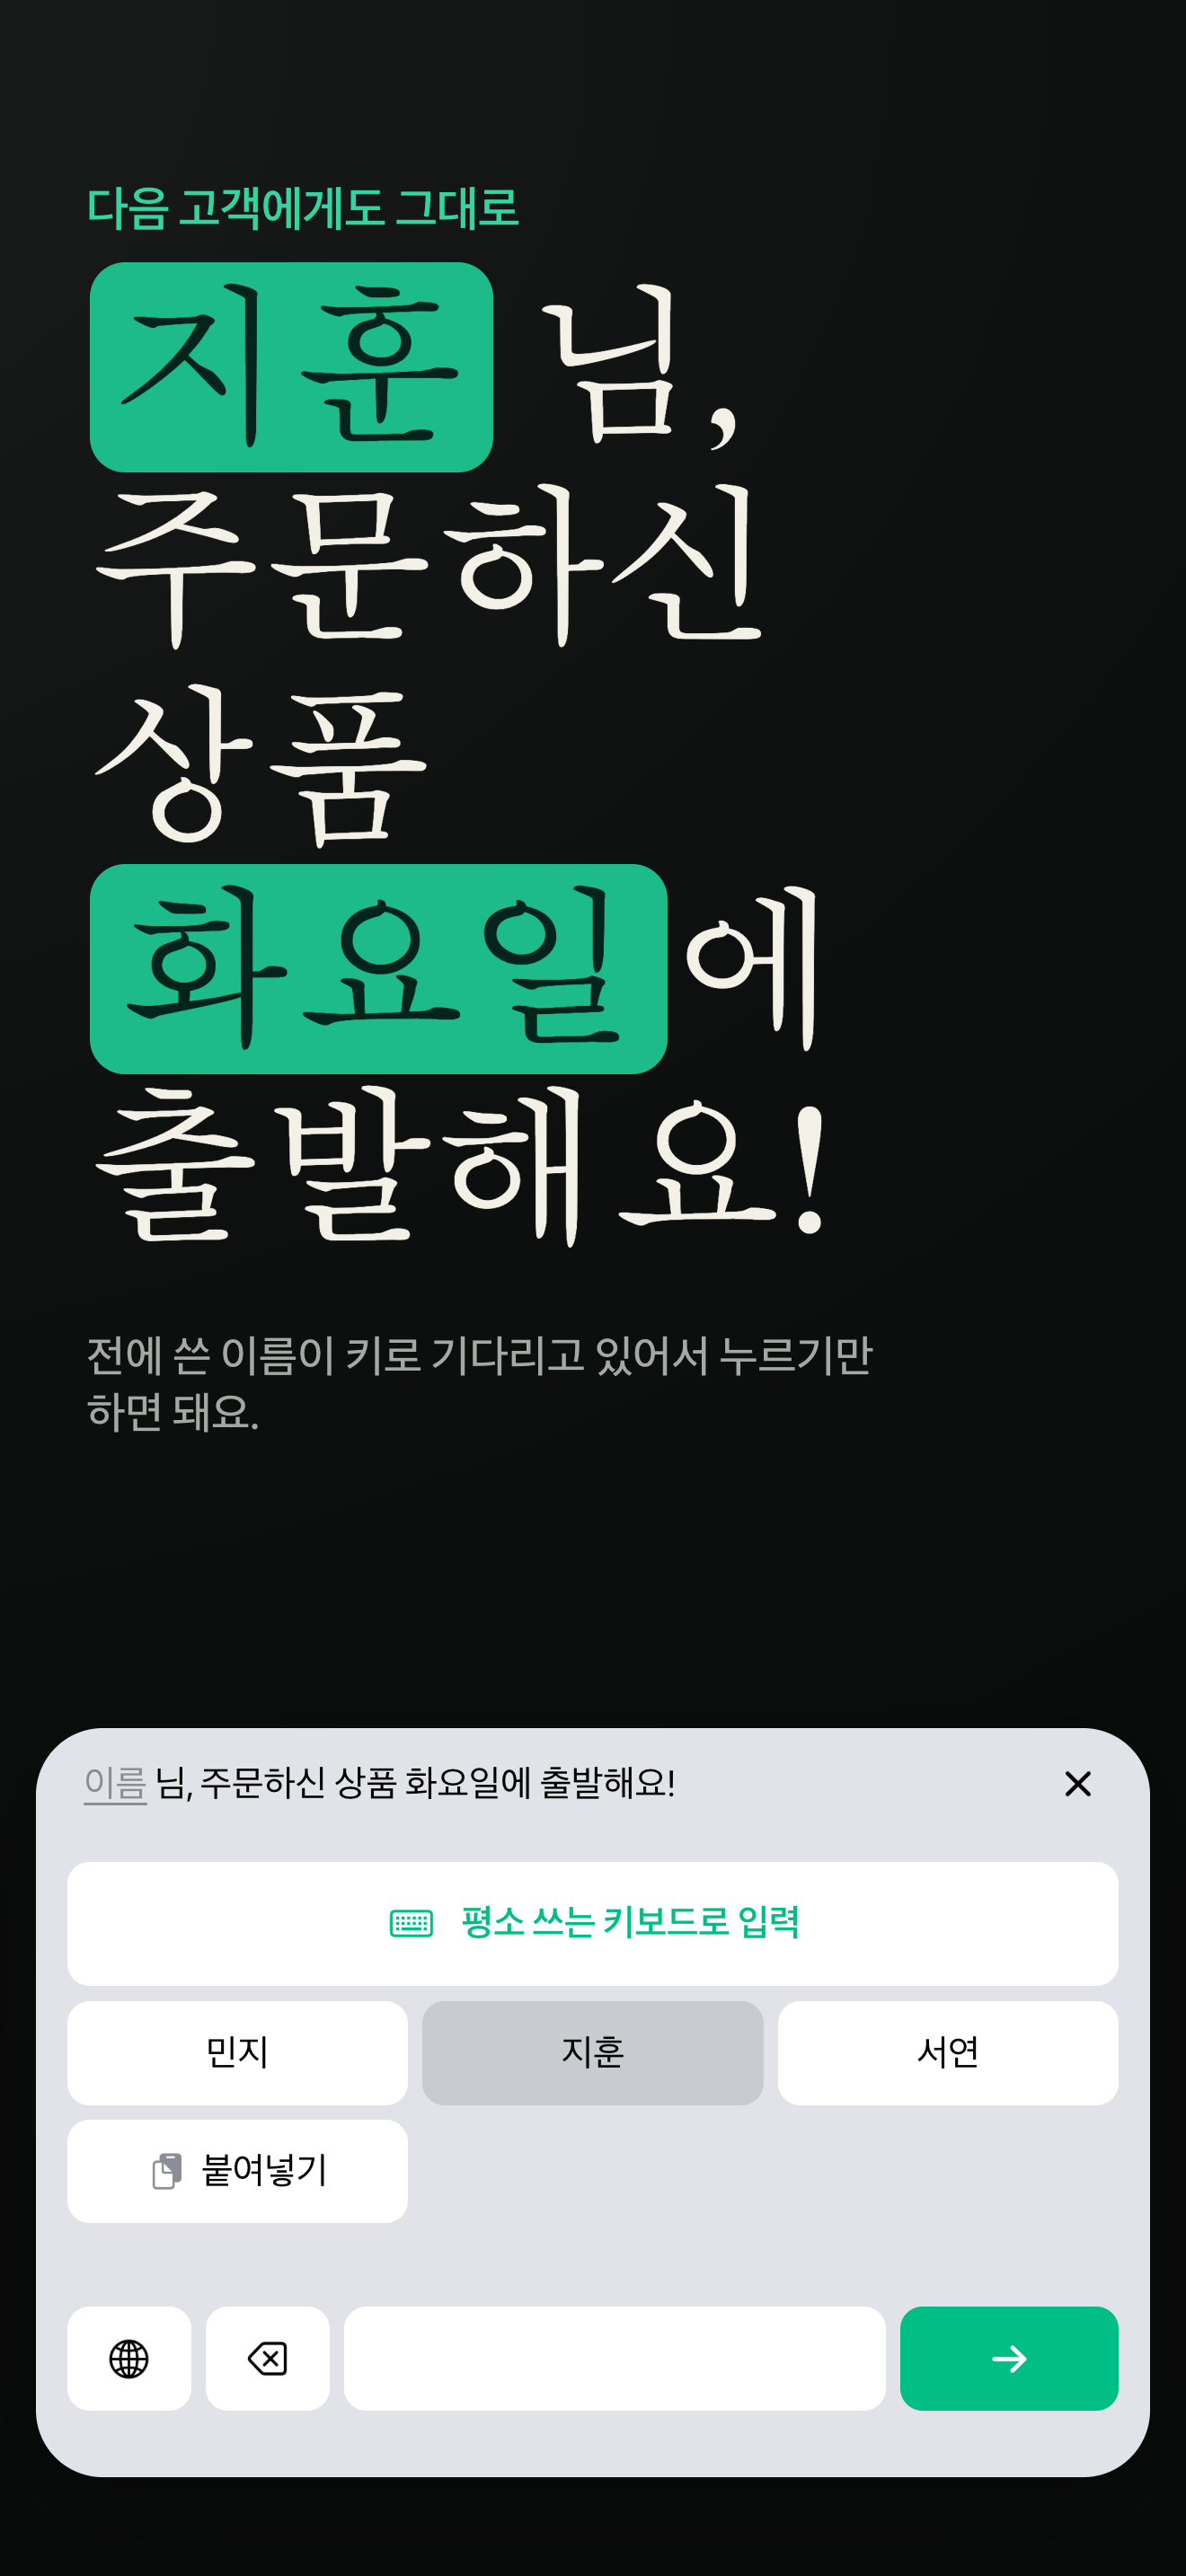 다음 고객에게도 그대로
지훈 님,
주문하신
상품
화요일에
출발해요!
전에 쓴 이름이 키로 기다리고 있어서 누르기만
하면 돼요.
이름 님, 주문하신 상품 화요일에 출발해요!
평소 쓰는 키보드로 입력
민지
지훈
서연
붙여넣기